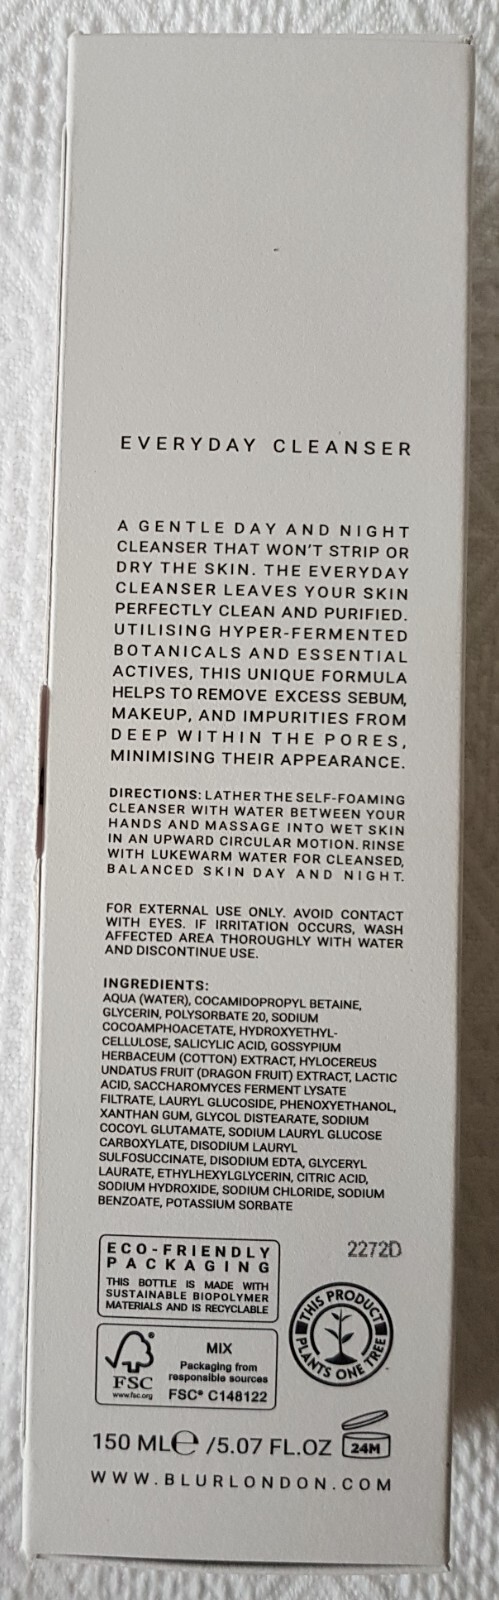 EVERYDAY CLEANSER
A GENTLE DAY AND NIGHT
CLEANSER THAT WON'T STRIP OR
DRY THE SKIN. THE EVERYDAY
CLEANSER LEAVES YOUR SKIN
PERFECTLY CLEAN AND PURIFIED.
UTILISING HYPER-FERMENTED
BOTANICALS AND ESSENTIAL
ACTIVES, THIS UNIQUE FORMULA
HELPS TO REMOVE EXCESS SEBUM,
MAKEUP, AND IMPURITIES FROM
DEEP WITHIN THE PORES,
MINIMISING THEIR APPEARANCE.
DIRECTIONS: LATHER THE SELF-FOAMING
CLEANSER WITH WATER BETWEEN YOUR
HANDS AND MASSAGE INTO WET SKIN
IN AN UPWARD CIRCULAR MOTION. RINSE
WITH LUKEWARM WATER FOR CLEANSED,
BALANCED SKIN DAY AND NIGHT.
FOR EXTERNAL USE ONLY. AVOID CONTACT
WITH EYES. IF IRRITATION OCCURS, WASH
AFFECTED AREA THOROUGHLY WITH WATER
AND DISCONTINUE USE.
INGREDIENTS:
AQUA (WATER), COCAMIDOPROPYL BETAINE,
GLYCERIN, POLYSORBATE 20, SODIUM
COCOAMPHOACETATE, HYDROXYETHYL-
CELLULOSE, SALICYLIC ACID, GOSSYPIUM
HERBACEUM (COTTON) EXTRACT, HYLOCEREUS
UNDATUS FRUIT (DRAGON FRUIT) EXTRACT, LACTIC
ACID, SACCHAROMYCES FERMENT LYSATE
FILTRATE, LAURYL GLUCOSIDE, PHENOXYETHANOL,
XANTHAN GUM, GLYCOL DISTEARATE, SODIUM
COCOYL GLUTAMATE, SODIUM LAURYL GLUCOSE
CARBOXYLATE, DISODIUM LAURYL
SULFOSUCCINATE, DISODIUM EDTA, GLYCERYL
LAURATE, ETHYLHEXYLGLYCERIN, CITRIC ACID,
SODIUM HYDROXIDE, SODIUM CHLORIDE, SODIUM
BENZOATE, POTASSIUM SORBATE
ECO-FRIENDLY
PACKAGING
THIS BOTTLE IS MADE WITH
SUSTAINABLE BIOPOLYMER
MATERIALS AND IS RECYCLABLE
2272D
THIS PRODUCT
PLANTS ONE TREE
FSC
www.fsc.org
MIX
Packaging from
responsible sources
FSC® C148122
150 ML℮ /5.07 FL.OZ
24M
WWW.BLURLONDON.COM